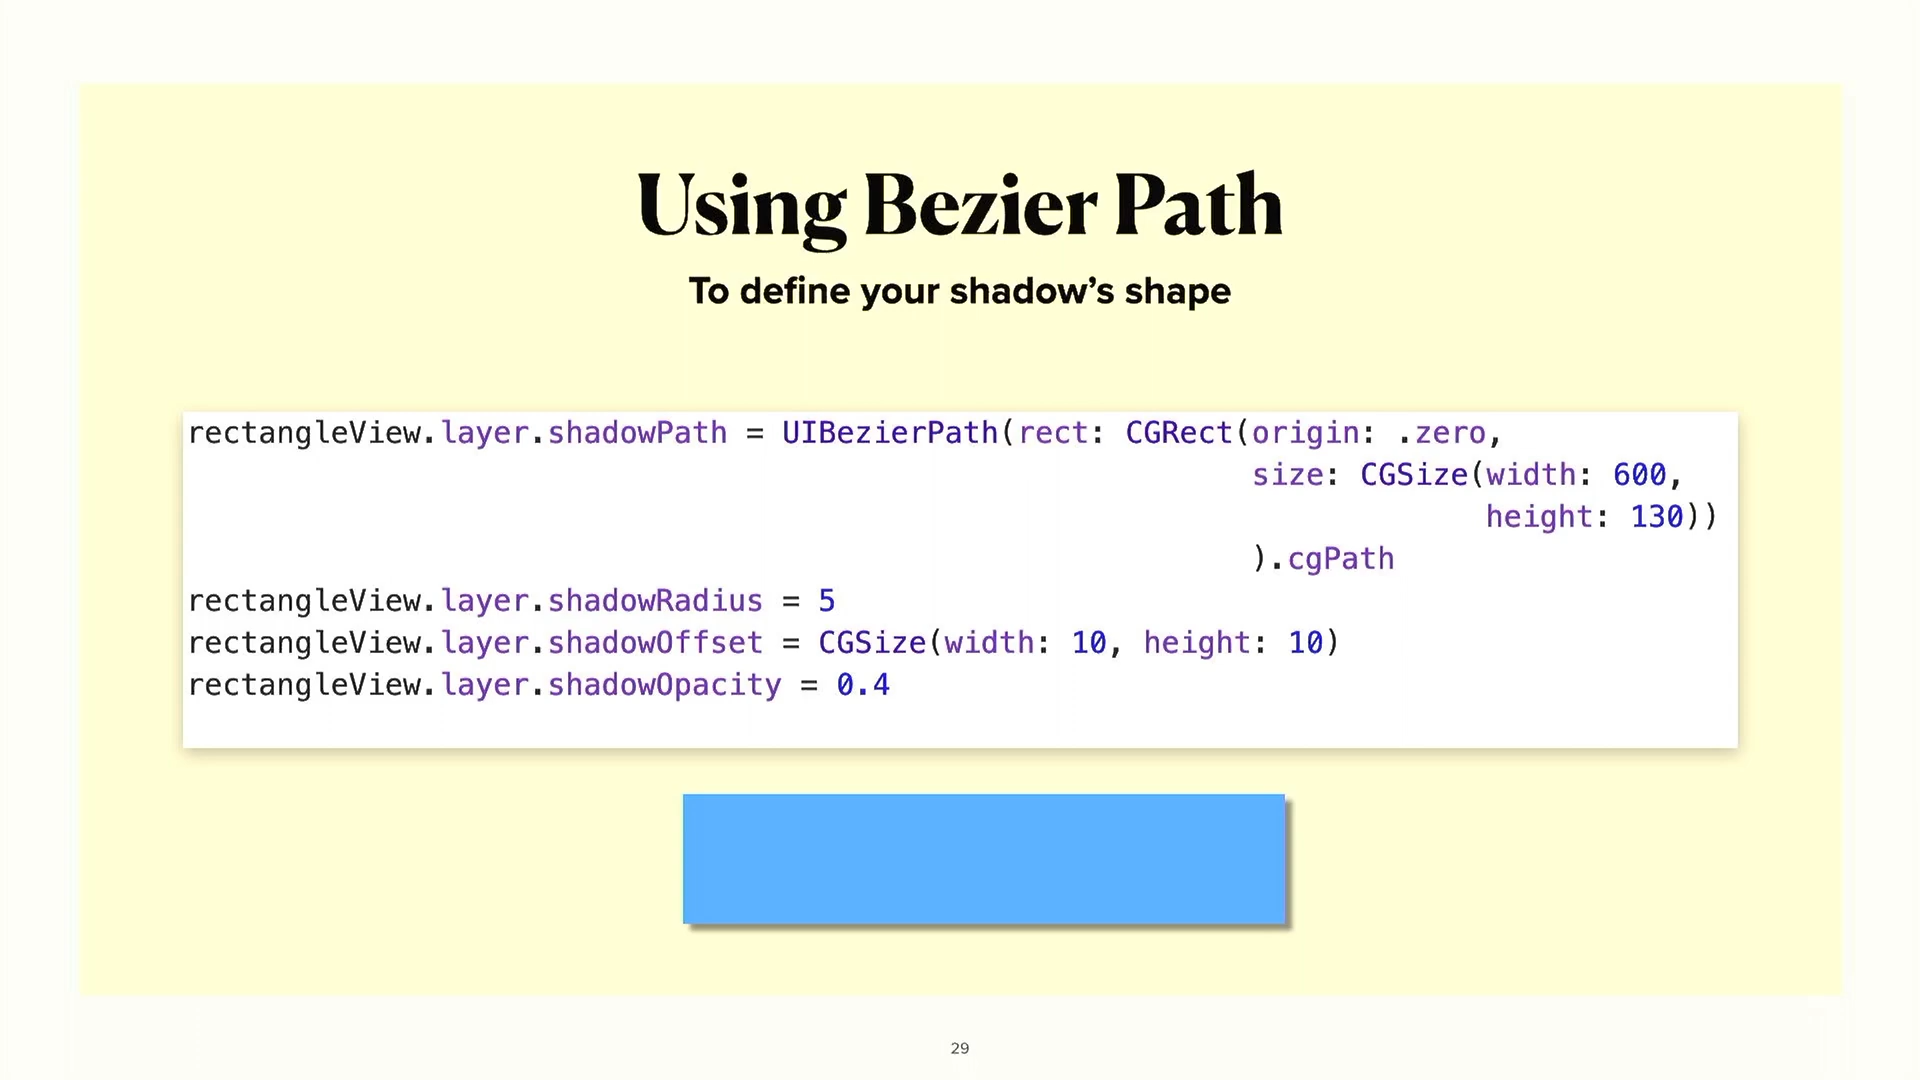 Using Bezier Path
To define your shadow’s shape
rectangleView.layer.shadowPath = UIBezierPath(rect: CGRect(origin: .zero,
size: CGSize(width: 600,
height: 130))
).cgPath
rectangleView.layer.shadowRadius = 5
rectangleView.layer.shadowOffset = CGSize(width: 10, height: 10)
rectangleView.layer.shadowOpacity = 0.4
29